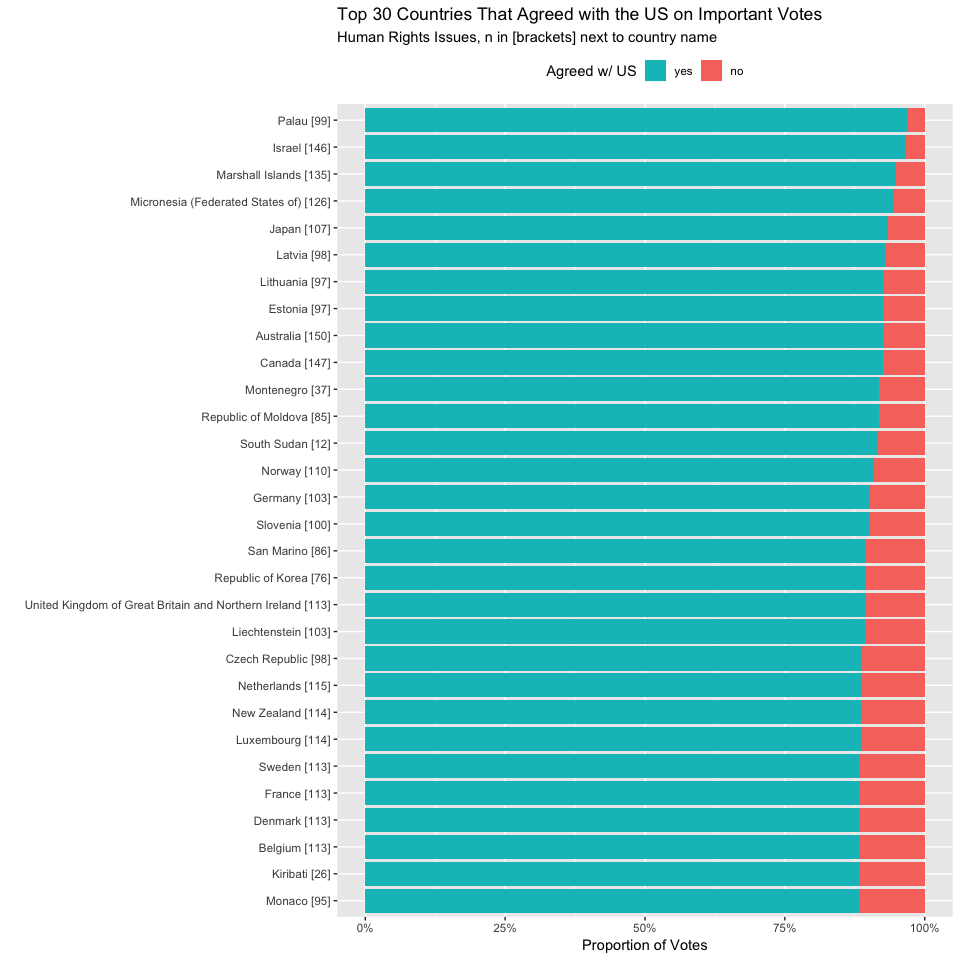 Top 30 Countries That Agreed with the US on Important Votes
Human Rights Issues, n in [brackets] next to country name
Agreed w/ US yes no
Palau [99]
Israel [146]
Marshall Islands [135]
Micronesia (Federated States of) [126]
Japan [107]
Latvia [98]
Lithuania [97]
Estonia [97]
Australia [150]
Canada [147]
Montenegro [37]
Republic of Moldova [85]
South Sudan [12]
Norway [110]
Germany [103]
Slovenia [100]
San Marino [86]
Republic of Korea [76]
United Kingdom of Great Britain and Northern Ireland [113]
Liechtenstein [103]
Czech Republic [98]
Netherlands [115]
New Zealand [114]
Luxembourg [114]
Sweden [113]
France [113]
Denmark [113]
Belgium [113]
Kiribati [26]
Monaco [95]
0% 25% 50% 75% 100%
Proportion of Votes